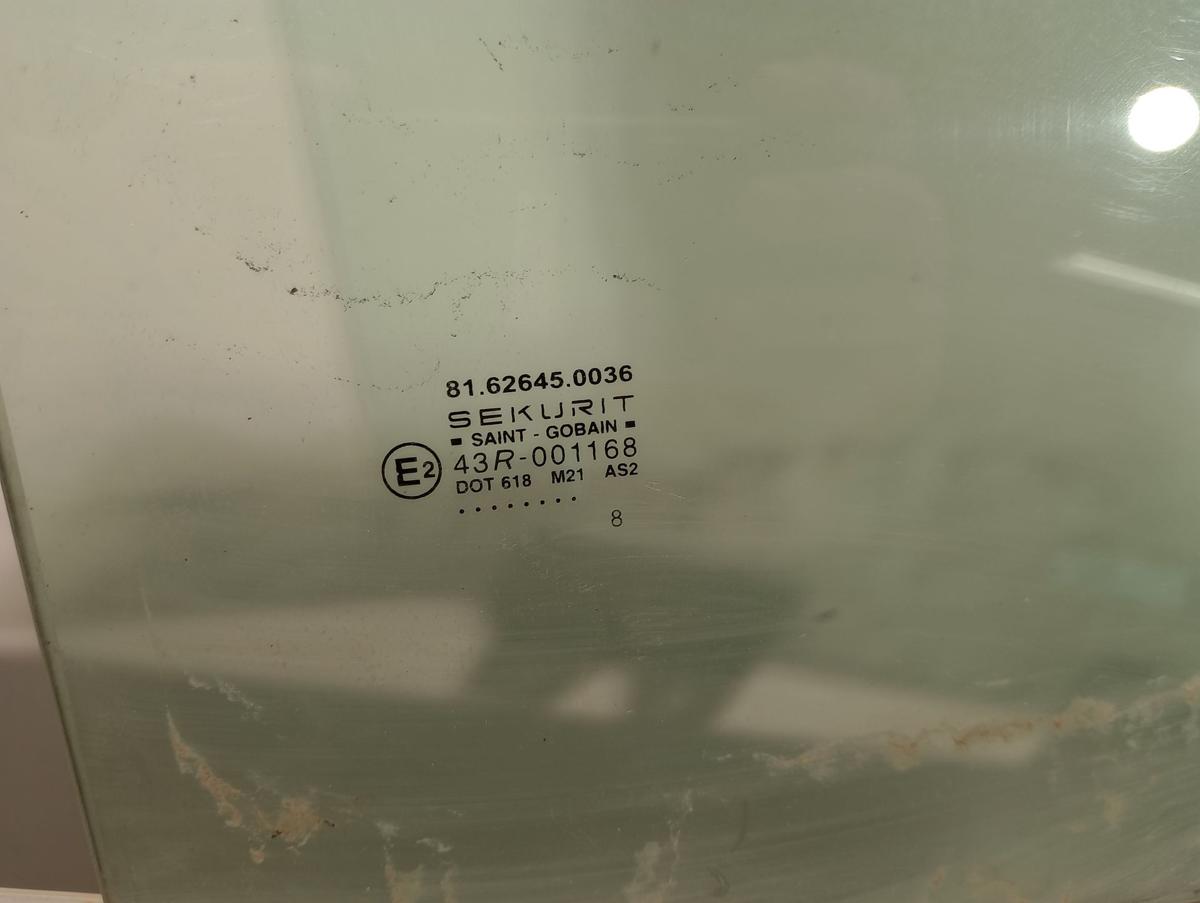 81.62645.0036
SEKURIT
▪ SAINT - GOBAIN ▪
E2 43R-001168
DOT 618 M21 AS2
........
8